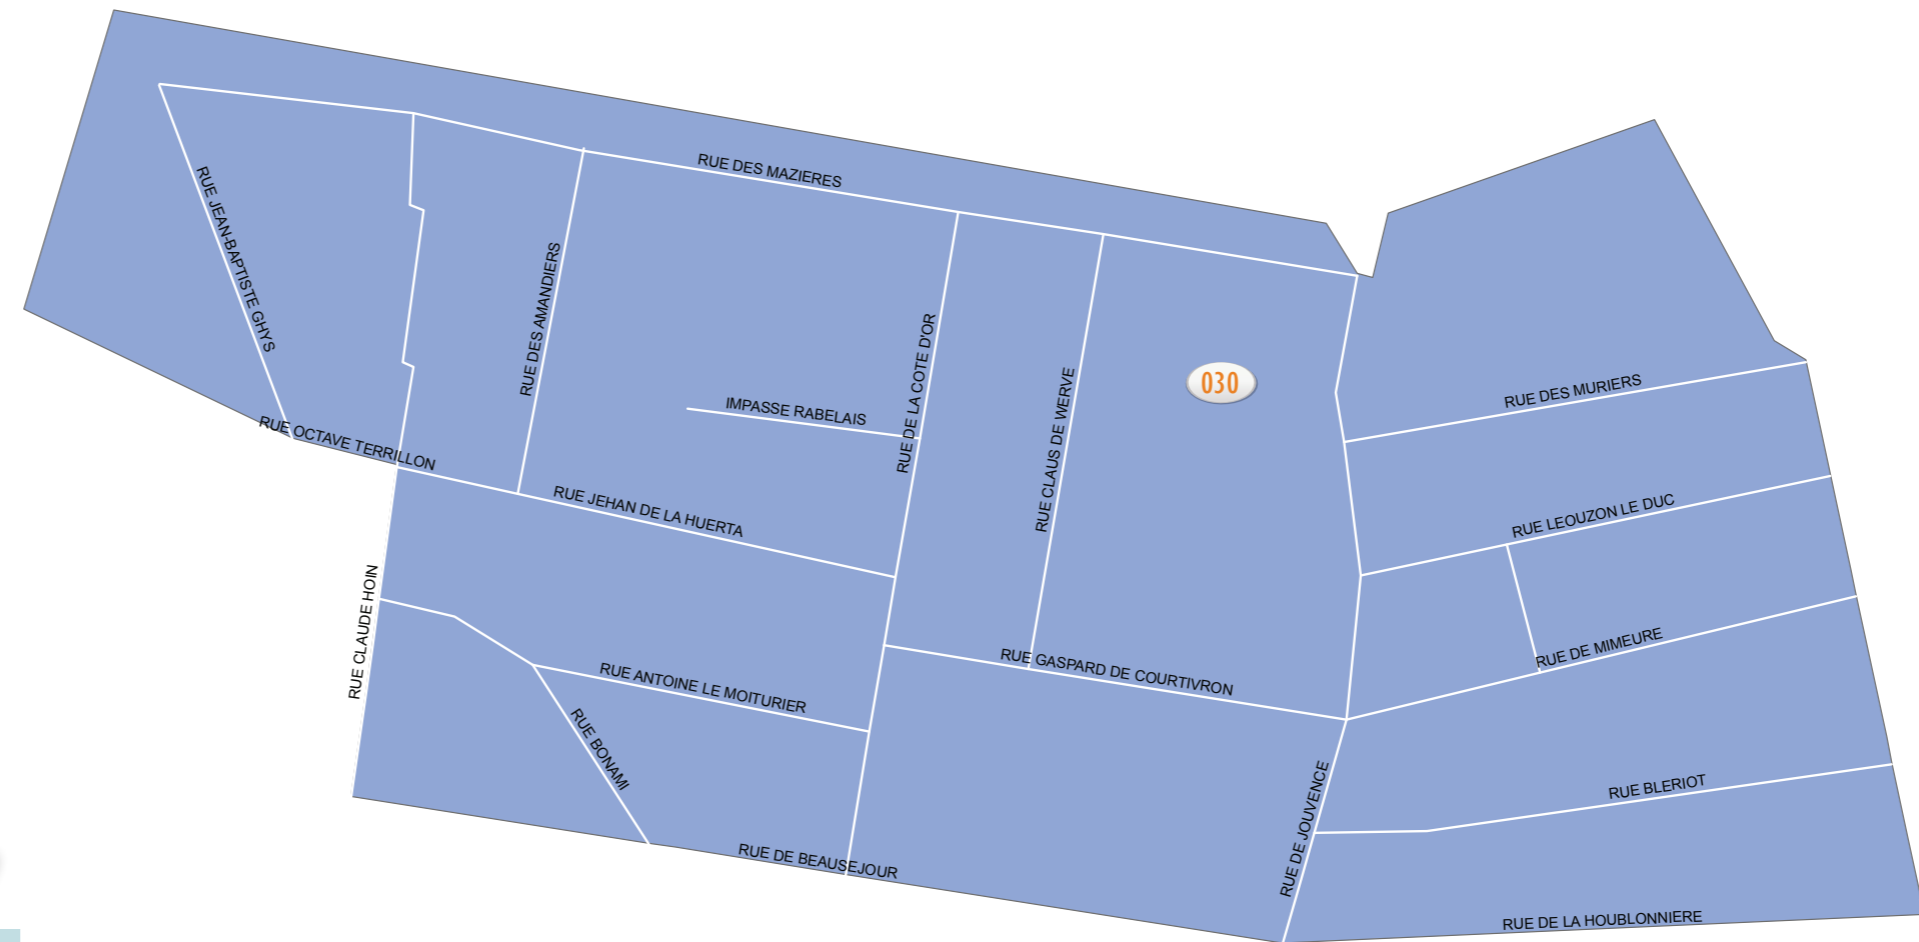 RUE DES MAZIERES
RUE JEAN-BAPTISTE GHYS
RUE DES AMANDIERS
RUE DE LA COTE D'OR
RUE CLAUS DE WERVE
030
RUE DES MURIERS
IMPASSE RABELAIS
RUE OCTAVE TERRILLON
RUE JEHAN DE LA HUERTA
RUE LEOUZON LE DUC
RUE CLAUDE HOIN
RUE GASPARD DE COURTIVRON
RUE DE MIMEURE
RUE ANTOINE LE MOITURIER
RUE BONAMI
RUE DE JOUVENCE
RUE BLERIOT
RUE DE BEAUSEJOUR
RUE DE LA HOUBLONNIERE